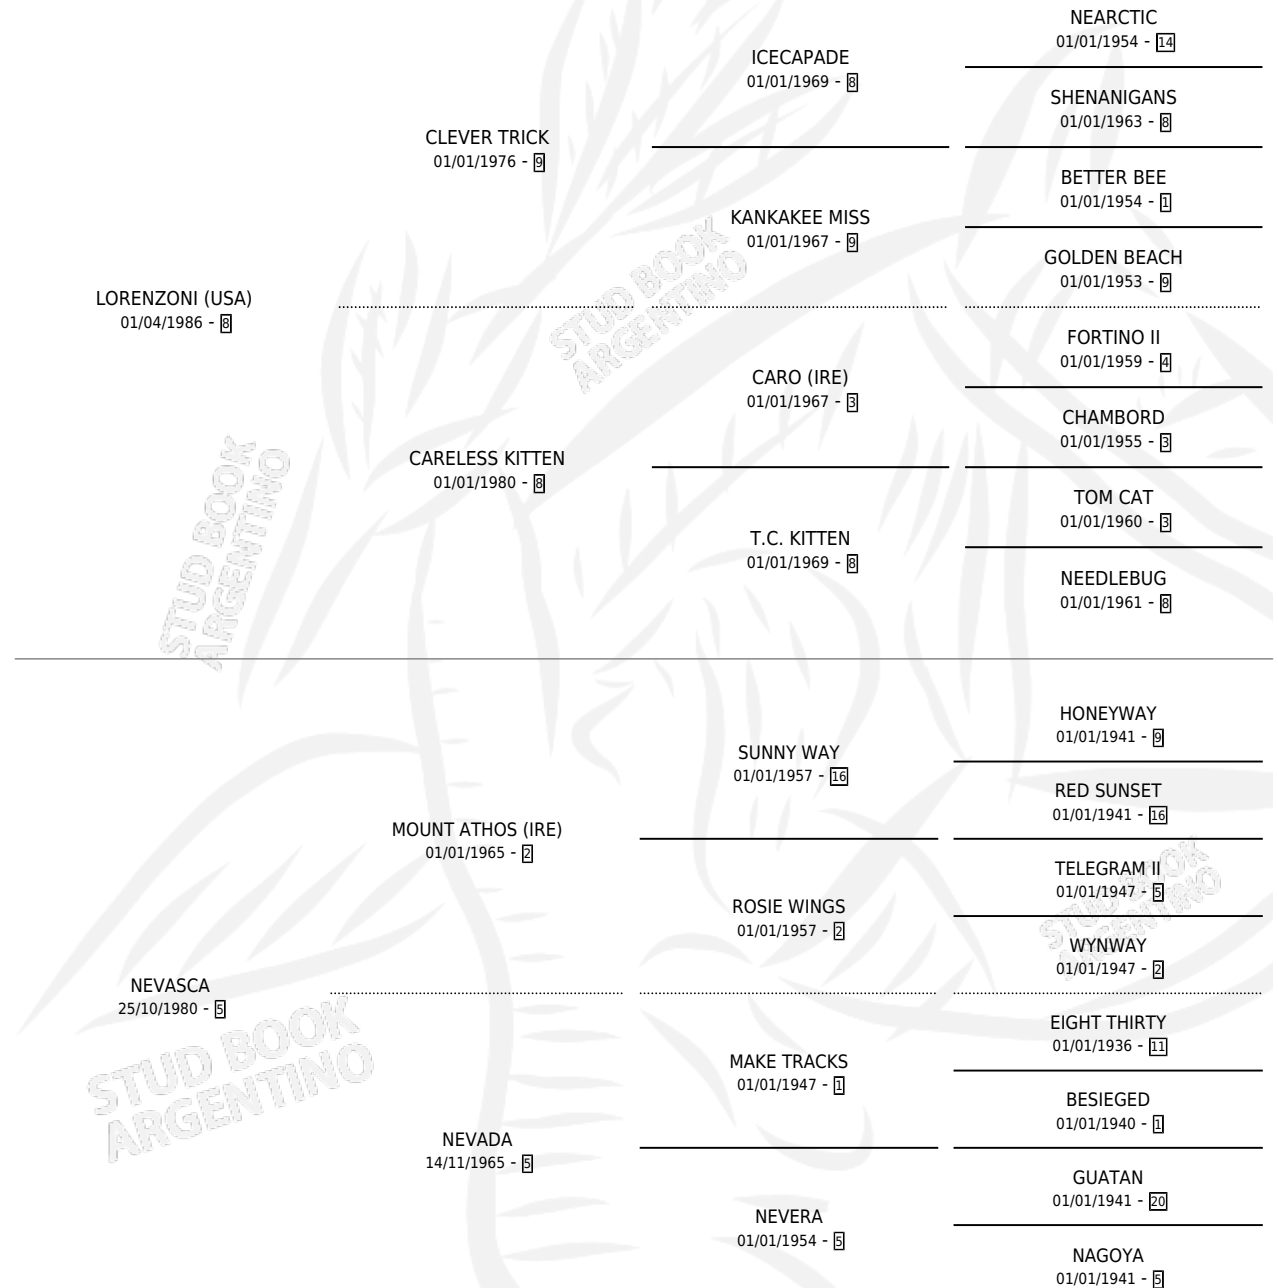 NEARCTIC
01/01/1954 - 14
ICECAPADE
01/01/1969 - 8
SHENANIGANS
01/01/1963 - 8
CLEVER TRICK
01/01/1976 - 9
BETTER BEE
01/01/1954 - 1
KANKAKEE MISS
01/01/1967 - 9
GOLDEN BEACH
01/01/1953 - 9
LORENZONI (USA)
01/04/1986 - 8
FORTINO II
01/01/1959 - 4
CARO (IRE)
01/01/1967 - 3
CHAMBORD
01/01/1955 - 3
CARELESS KITTEN
01/01/1980 - 8
TOM CAT
01/01/1960 - 3
T.C. KITTEN
01/01/1969 - 8
NEEDLEBUG
01/01/1961 - 8
HONEYWAY
01/01/1941 - 9
SUNNY WAY
01/01/1957 - 16
RED SUNSET
01/01/1941 - 16
MOUNT ATHOS (IRE)
01/01/1965 - 2
TELEGRAM II
01/01/1947 - 5
ROSIE WINGS
01/01/1957 - 2
WYNWAY
01/01/1947 - 2
NEVASCA
25/10/1980 - 5
EIGHT THIRTY
01/01/1936 - 11
MAKE TRACKS
01/01/1947 - 1
BESIEGED
01/01/1940 - 1
NEVADA
14/11/1965 - 5
GUATAN
01/01/1941 - 20
NEVERA
01/01/1954 - 5
NAGOYA
01/01/1941 - 5
STUD BOOK
ARGENTINO
STUD BOOK
ARGENTINO
STUD BOOK
ARGENTINO
STUD BOOK
ARGENTINO